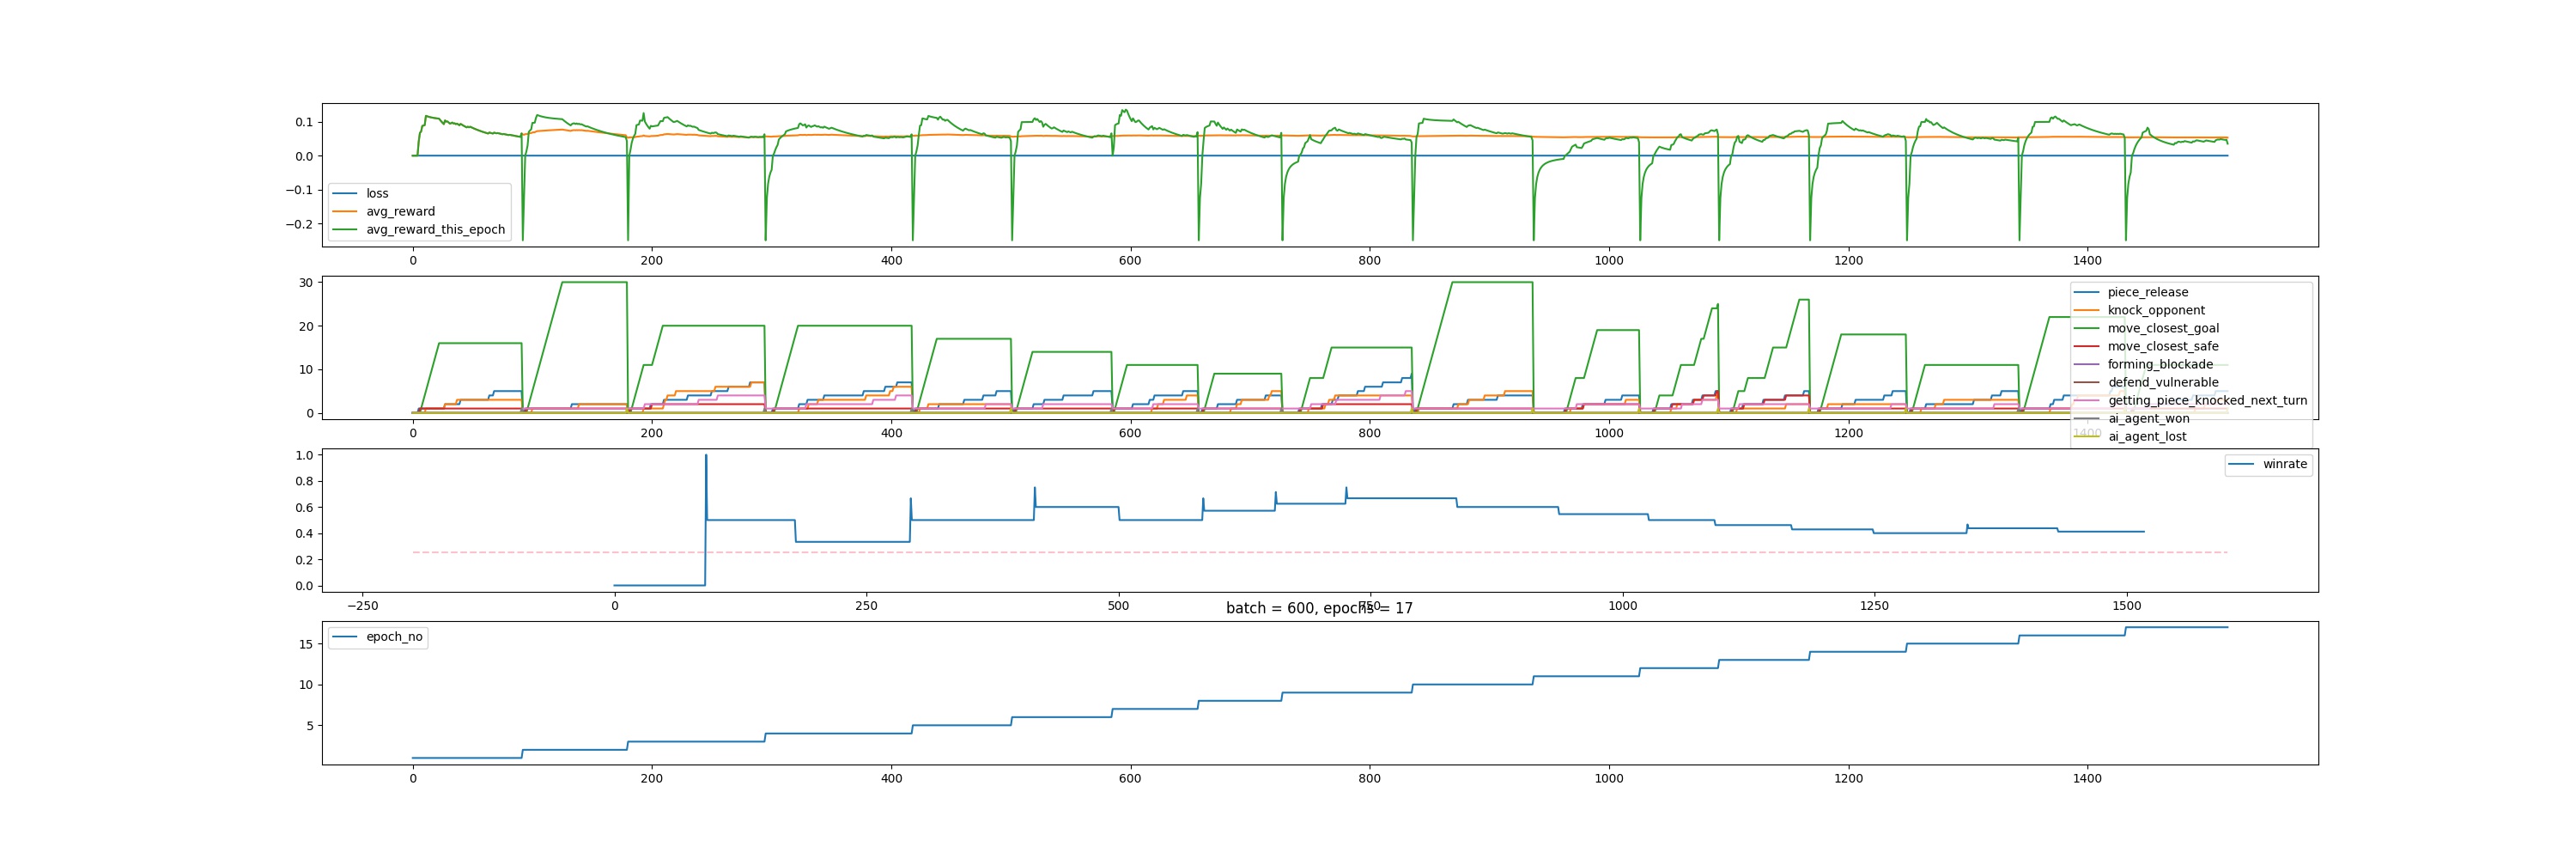 0.1
0.0
−0.1
−0.2
loss
avg_reward
avg_reward_this_epoch
0 200 400 600 800 1000 1200 1400
30
20
10
0
piece_release
knock_opponent
move_closest_goal
move_closest_safe
forming_blockade
defend_vulnerable
getting_piece_knocked_next_turn
ai_agent_won
ai_agent_lost
0 200 400 600 800 1000 1200 1400
1.0
0.8
0.6
0.4
0.2
0.0
winrate
−250 0 250 500 750 1000 1250 1500
batch = 600, epochs = 17
15
10
5
epoch_no
0 200 400 600 800 1000 1200 1400